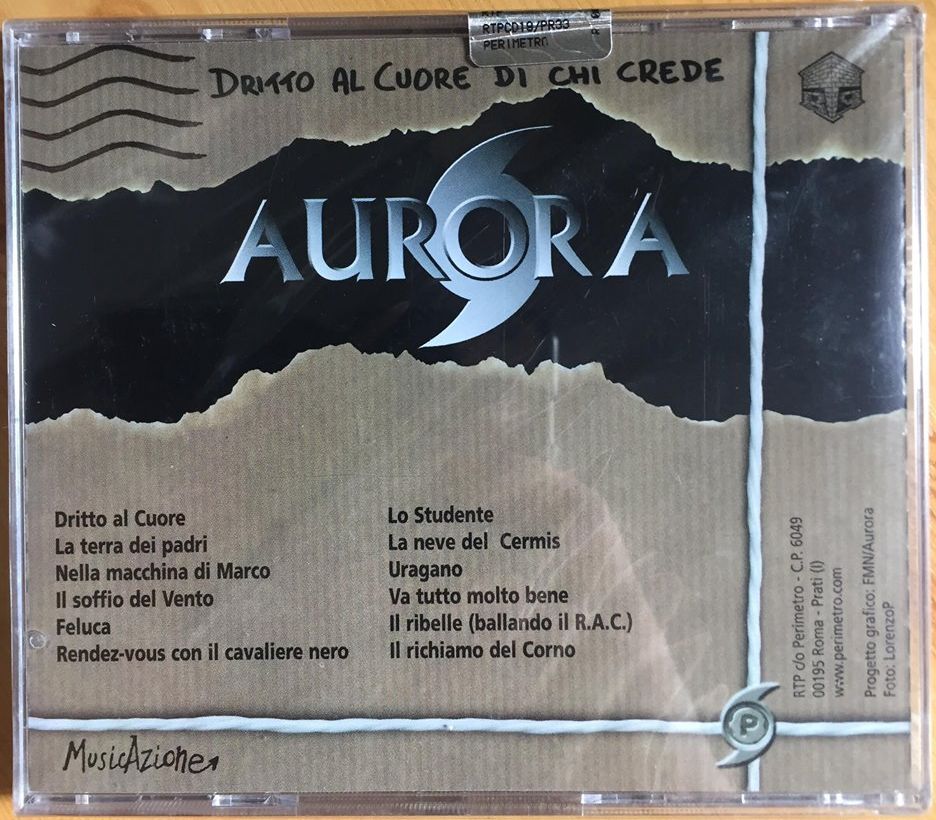 RTPCD19/PR33
PERIMETRO
DRITTO AL CUORE DI CHI CREDE
AURORA
Dritto al Cuore
La terra dei padri
Nella macchina di Marco
Il soffio del Vento
Feluca
Rendez-vous con il cavaliere nero
Lo Studente
La neve del Cermis
Uragano
Va tutto molto bene
Il ribelle (ballando il R.A.C.)
Il richiamo del Corno
RTP c/o Perimetro - C.P. 6049
00195 Roma - Prati (I)
www.perimetro.com
Progetto grafico: FMN/Aurora
Foto: LorenzoP
P
MusicAzione